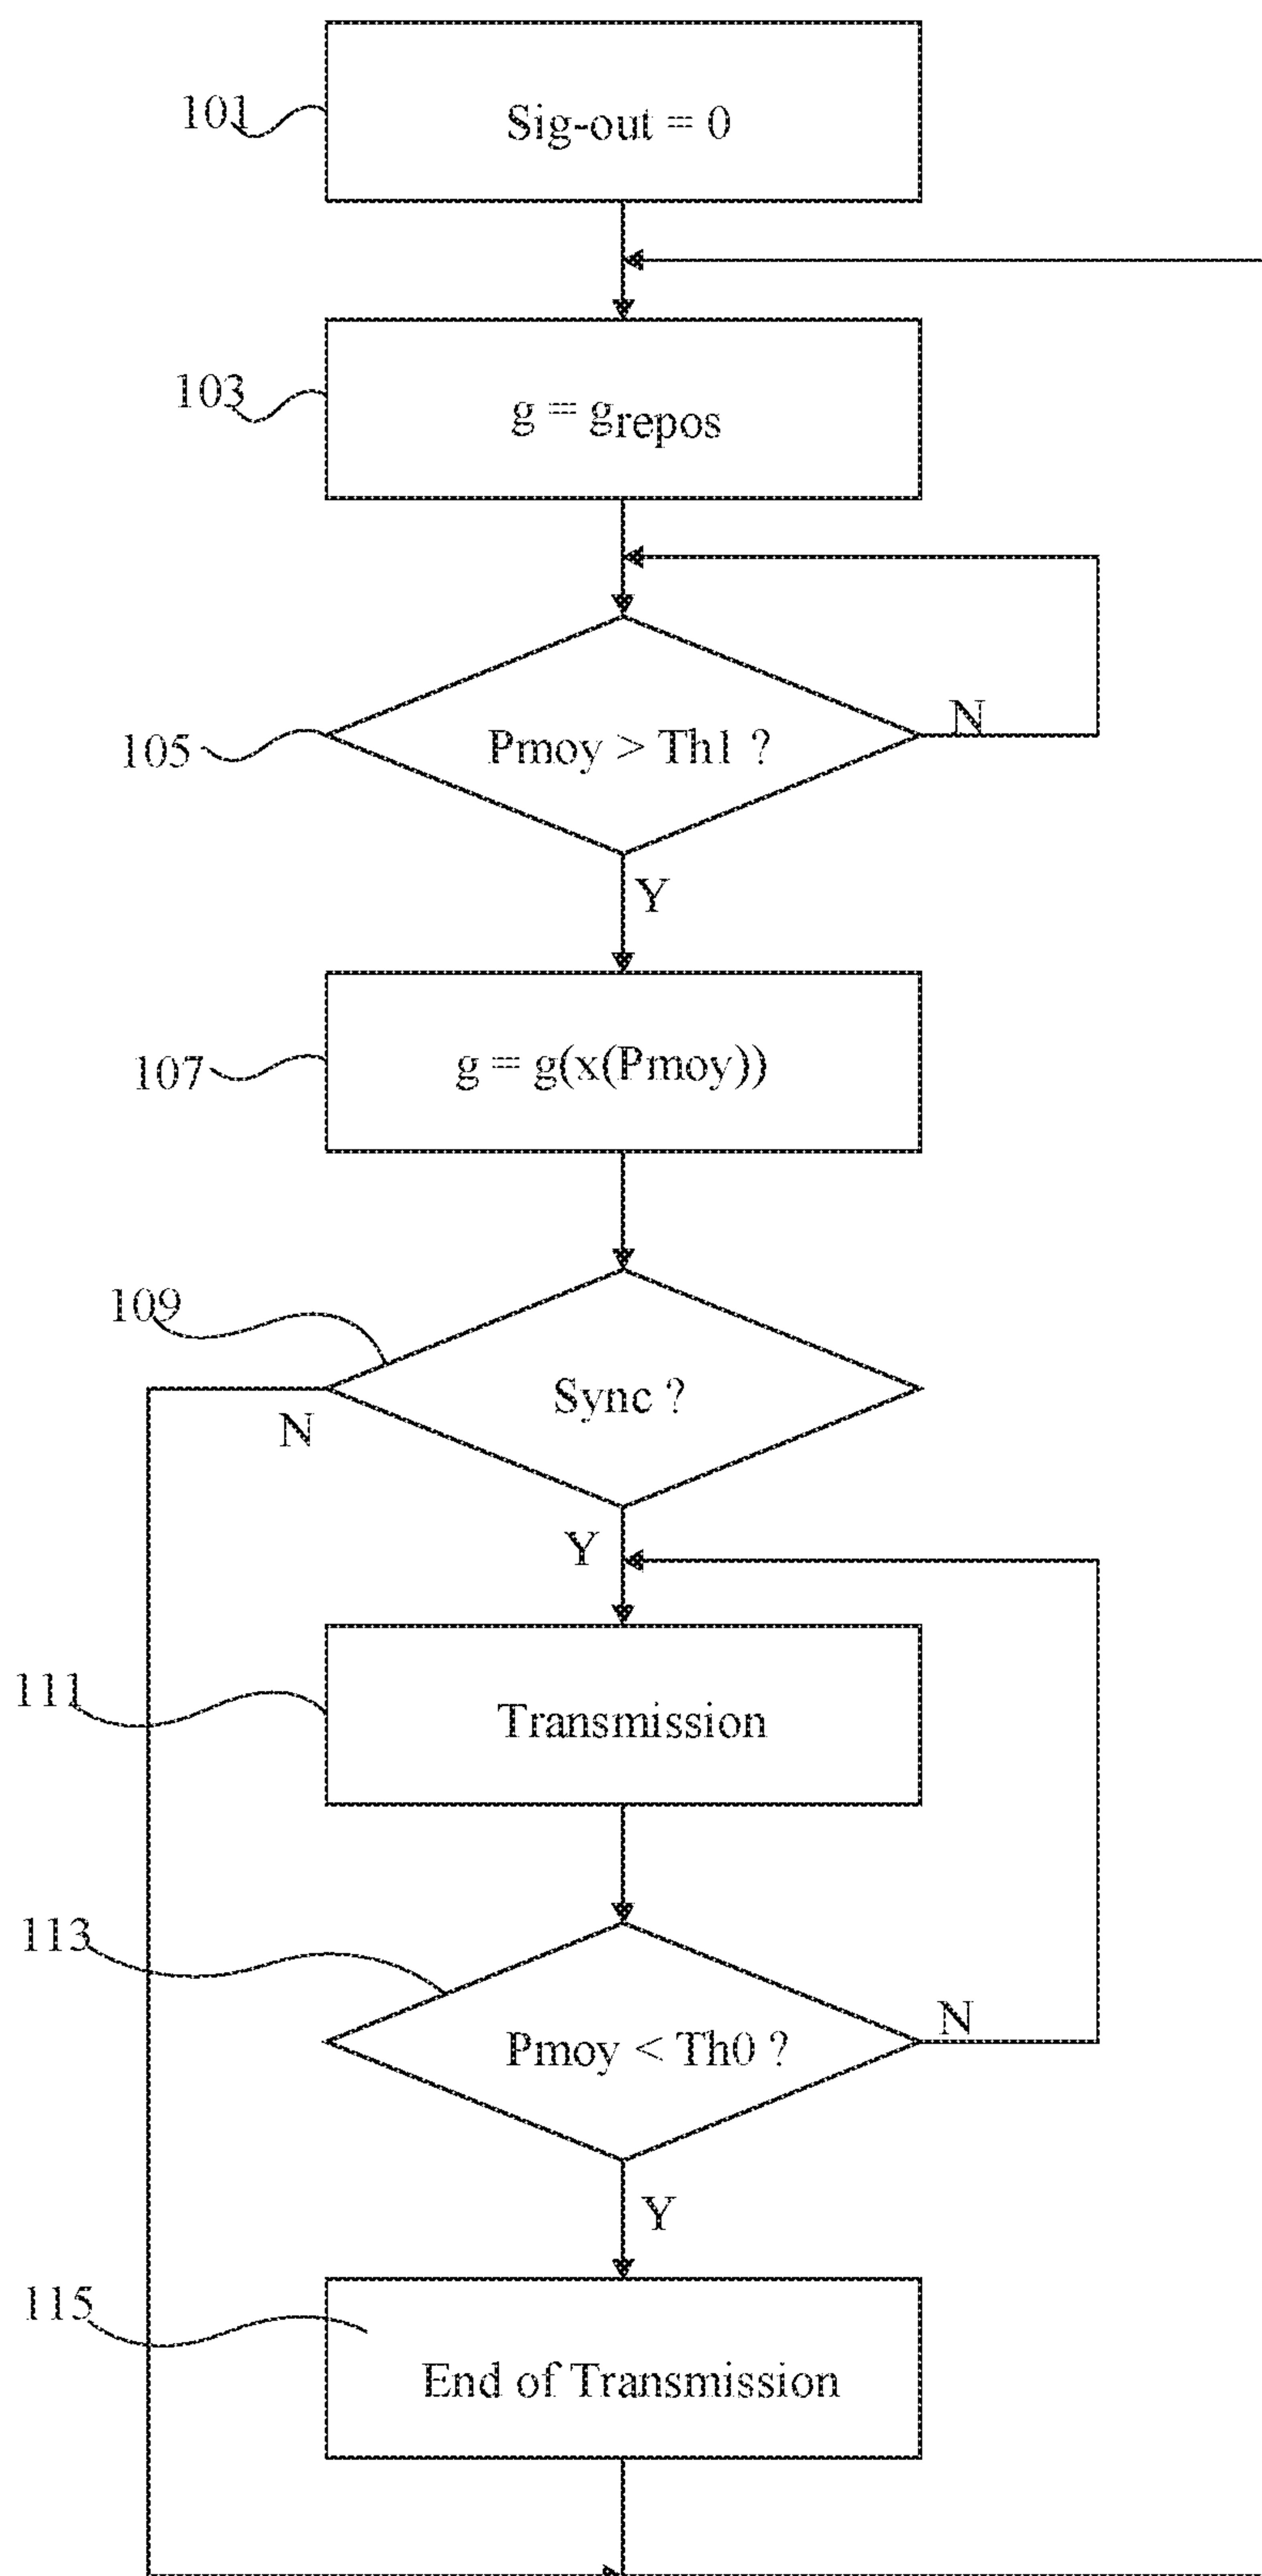 101
Sig-out = 0
103
g = grepos
105
Pmoy > Th1 ?
N
Y
107
g = g(x(Pmoy))
109
Sync ?
N
Y
111
Transmission
113
Pmoy < Th0 ?
N
Y
115
End of Transmission